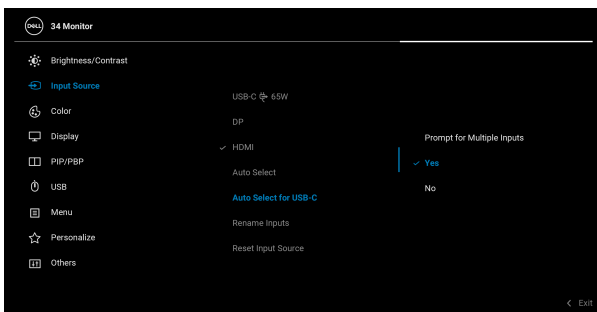 DELL
34 Monitor
Brightness/Contrast
Input Source
Color
Display
PIP/PBP
USB
Menu
Personalize
Others
USB-C 65W
DP
HDMI
Auto Select
Auto Select for USB-C
Rename Inputs
Reset Input Source
Prompt for Multiple Inputs
Yes
No
Exit